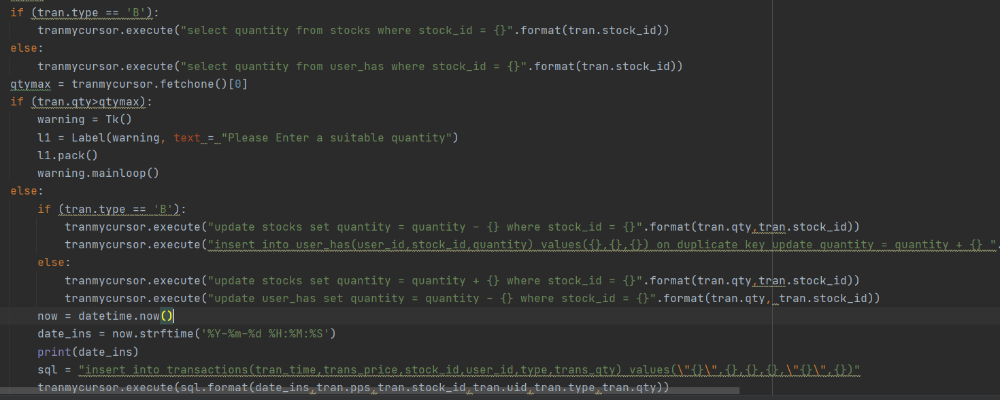 if (tran.type == 'B'):
    tranmycursor.execute("select quantity from stocks where stock_id = {}".format(tran.stock_id))
else:
    tranmycursor.execute("select quantity from user_has where stock_id = {}".format(tran.stock_id))
qtymax = tranmycursor.fetchone()[0]
if (tran.qty>qtymax):
    warning = Tk()
    l1 = Label(warning, text = "Please Enter a suitable quantity")
    l1.pack()
    warning.mainloop()
else:
    if (tran.type == 'B'):
        tranmycursor.execute("update stocks set quantity = quantity - {} where stock_id = {}".format(tran.qty,tran.stock_id))
        tranmycursor.execute("insert into user_has(user_id,stock_id,quantity) values({},{},{}) on duplicate key update quantity = quantity + {} ".
    else:
        tranmycursor.execute("update stocks set quantity = quantity + {} where stock_id = {}".format(tran.qty,tran.stock_id))
        tranmycursor.execute("update user_has set quantity = quantity - {} where stock_id = {}".format(tran.qty, tran.stock_id))
    now = datetime.now()
    date_ins = now.strftime('%Y-%m-%d %H:%M:%S')
    print(date_ins)
    sql = "insert into transactions(tran_time,trans_price,stock_id,user_id,type,trans_qty) values(\"{}\",{},{},{},\"{}\",{})"
    tranmycursor.execute(sql.format(date_ins,tran.pps,tran.stock_id,tran.uid,tran.type,tran.qty))